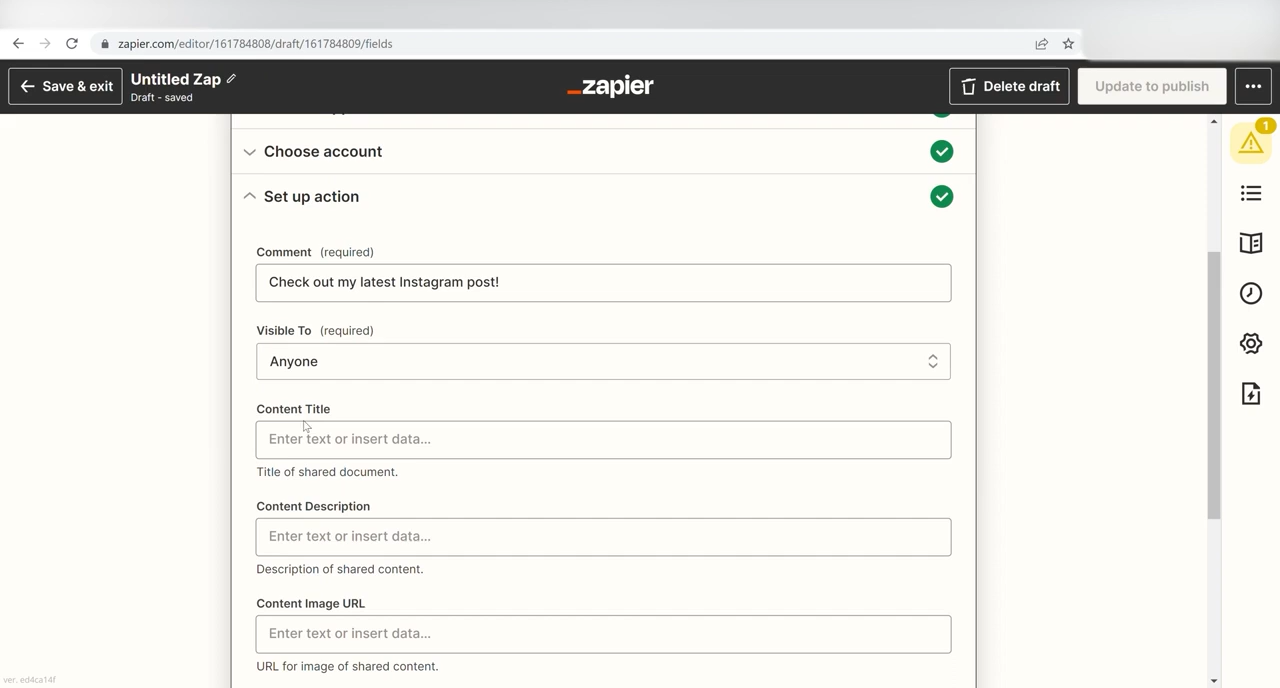 zapier.com/editor/161784808/draft/161784809/fields
Save & exit
Untitled Zap
Draft - saved
zapier
Delete draft
Update to publish
1
Choose account
Set up action
Comment (required)
Check out my latest Instagram post!
Visible To (required)
Anyone
Content Title
Enter text or insert data...
Title of shared document.
Content Description
Enter text or insert data...
Description of shared content.
Content Image URL
Enter text or insert data...
URL for image of shared content.
ver. ed4ca14f